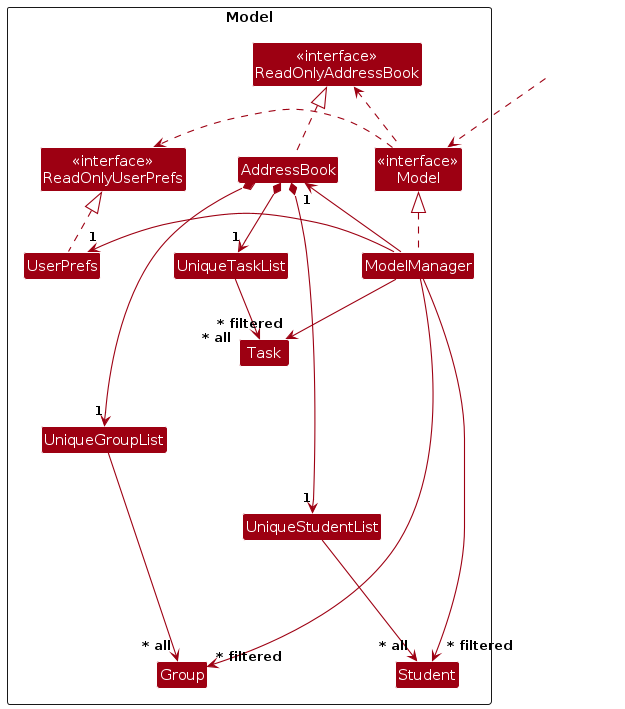 Model
«interface»
ReadOnlyAddressBook
«interface»
ReadOnlyUserPrefs
AddressBook
«interface»
Model
1
1
1
UserPrefs
UniqueTaskList
ModelManager
* filtered
* all
Task
1
UniqueGroupList
1
UniqueStudentList
* all
* filtered
* all
* filtered
Group
Student